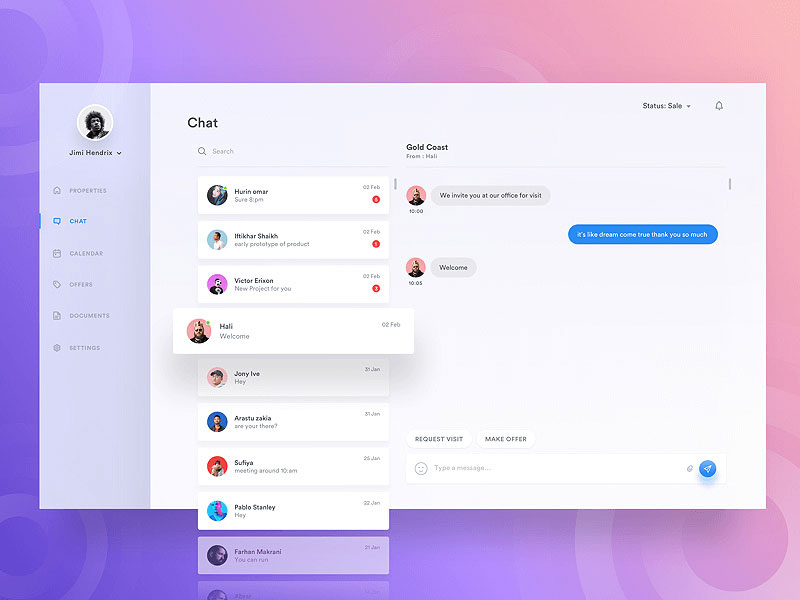 Status: Sale
Chat
Jimi Hendrix
Search
Gold Coast
From : Hali
PROPERTIES
CHAT
CALENDAR
OFFERS
DOCUMENTS
SETTINGS
Hurin omar
02 Feb
Sure 8:pm
6
Iftikhar Shaikh
02 Feb
early prototype of product
1
Victor Erixon
02 Feb
New Project for you
3
Hali
02 Feb
Welcome
Jony Ive
31 Jan
Hey
Arastu zakia
31 Jan
are your there?
Sufiya
25 Jan
meeting around 10:am
Pablo Stanley
22 Jan
Hey
Farhan Makrani
21 Jan
You can run
We invite you at our office for visit
10:00
it's like dream come true thank you so much
Welcome
10:05
REQUEST VISIT
MAKE OFFER
Type a message...